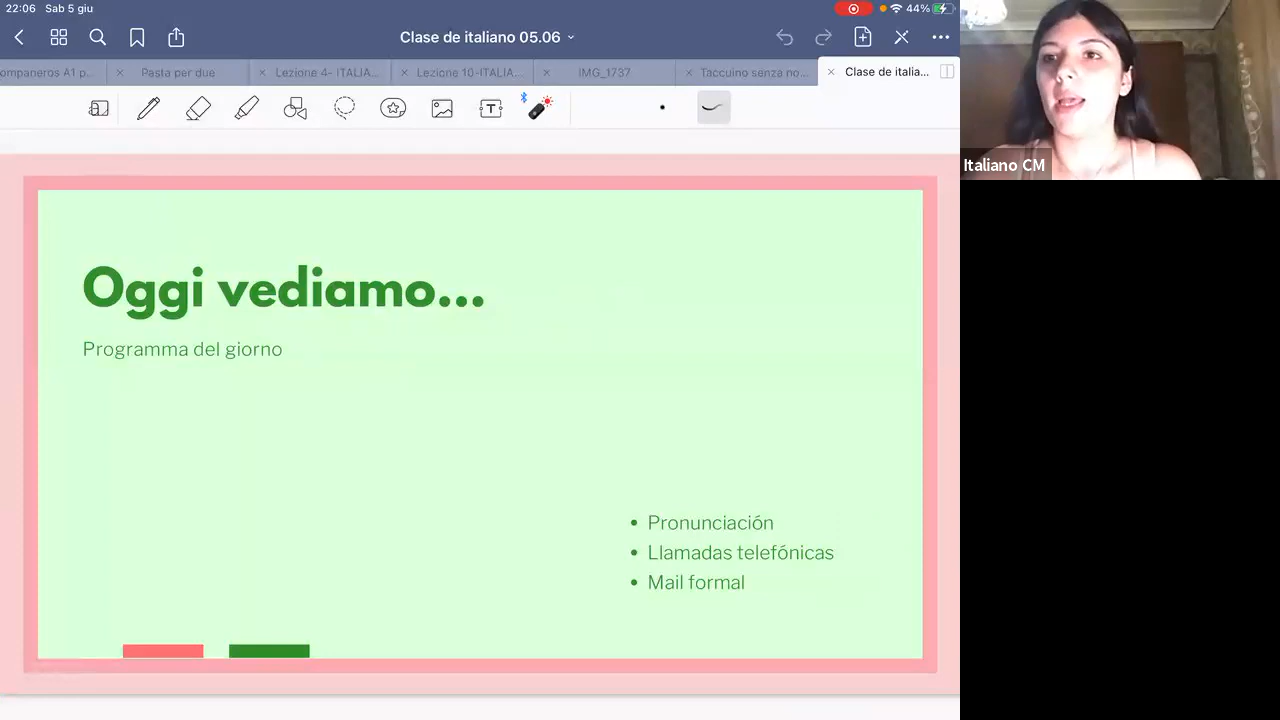 22:06 Sab 5 giu
44%
Clase de italiano 05.06
ompaneros A1 p...
Pasta per due
Lezione 4- ITALIA...
Lezione 10-ITALIA...
IMG_1737
Taccuino senza no...
Clase de italia...
T
Italiano CM
Oggi vediamo...
Programma del giorno
• Pronunciación
• Llamadas telefónicas
• Mail formal